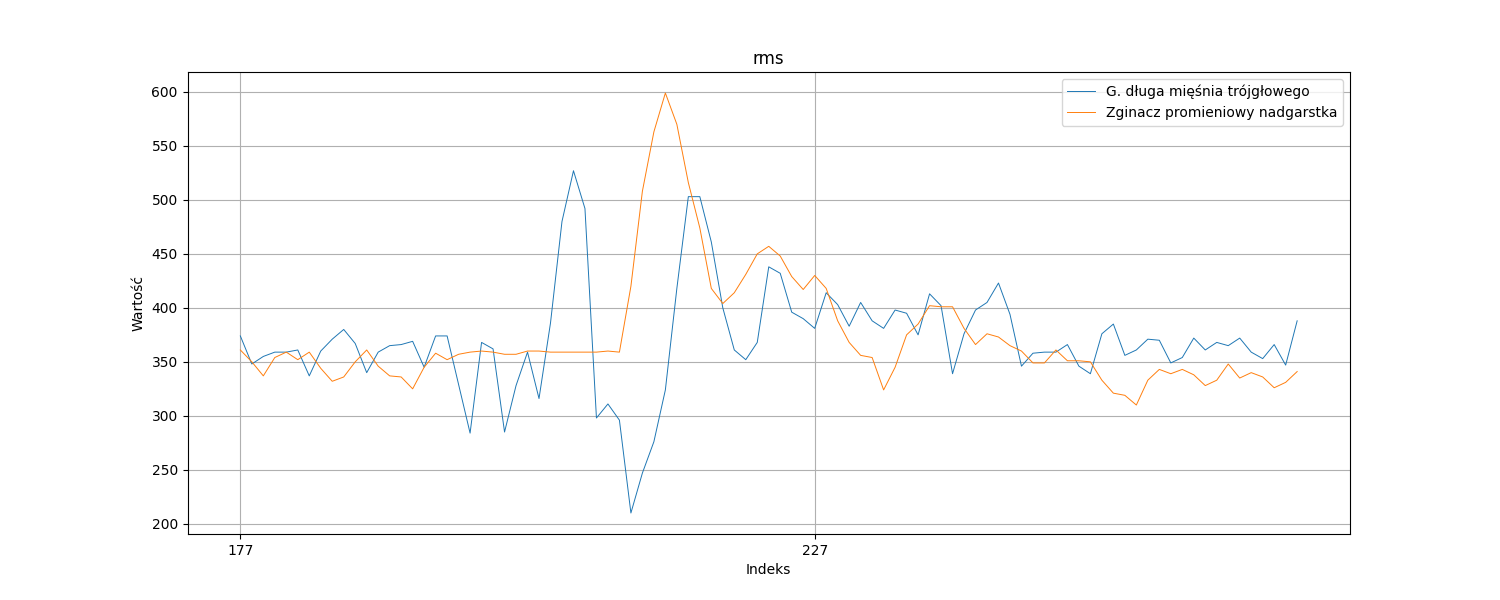 rms
G. długa mięśnia trójgłowego
Zginacz promieniowy nadgarstka
600
550
500
450
400
350
300
250
200
Wartość
177
227
Indeks